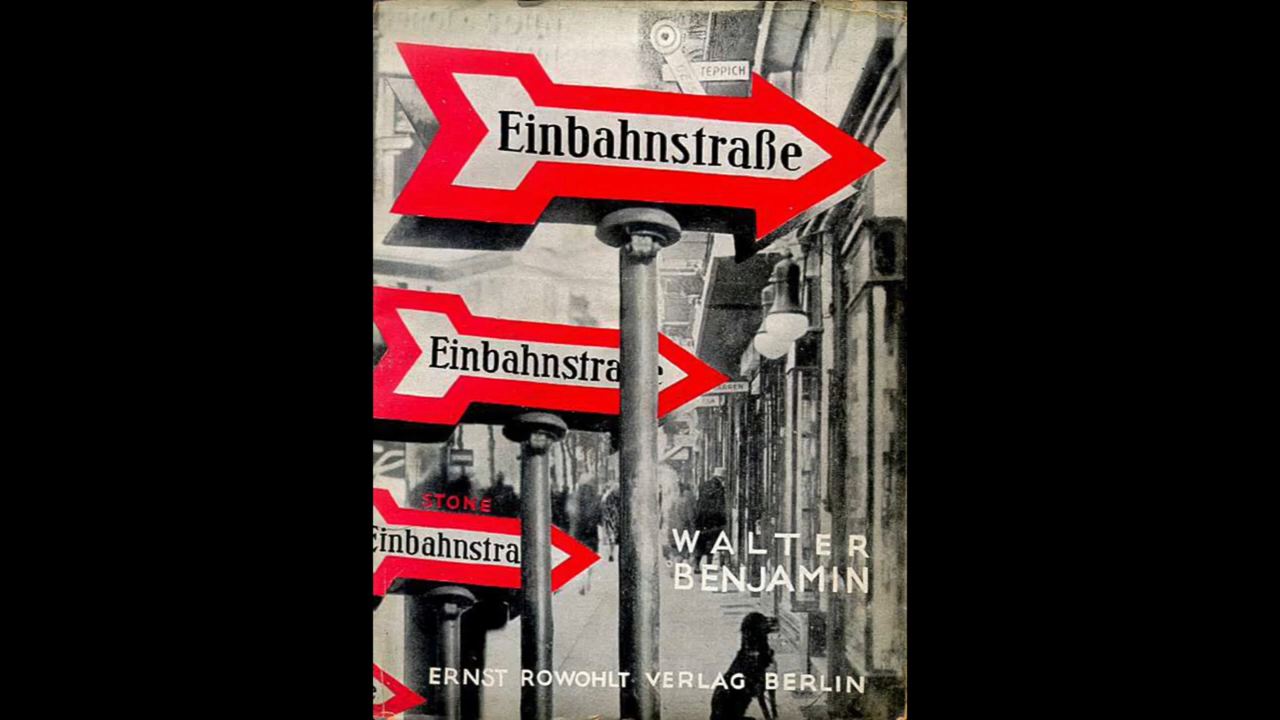 TEPPICH
Einbahnstraße
Einbahnstra e
STONE
Einbahnstra
WALTER
BENJAMIN
ERNST ROWOHLT VERLAG BERLIN